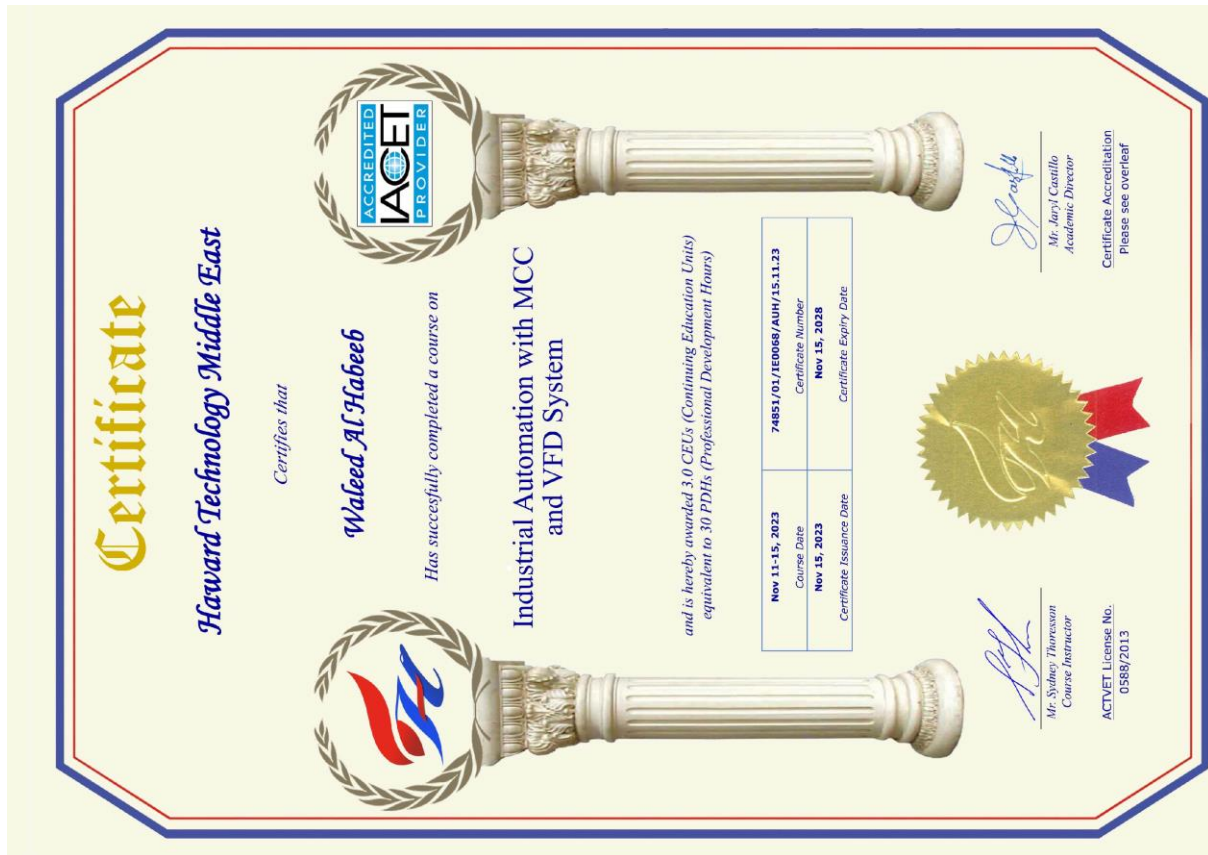 Certificate
Haward Technology Middle East
Certifies that
ACCREDITED
IACET
PROVIDER
Waleed Al Habeeb
Has succesfully completed a course on
Industrial Automation with MCC
and VFD System
and is hereby awarded 3.0 CEUs (Continuing Education Units)
equivalent to 30 PDHs (Professional Development Hours)
Nov 11-15, 2023 74851/01/IE0068/AUH/15.11.23
Course Date Certificate Number
Nov 15, 2023 Nov 15, 2028
Certificate Issuance Date Certificate Expiry Date
Mr. Sydney Thoresson
Course Instructor
ACTVET License No.
0588/2013
Mr. Jaryl Castillo
Academic Director
Certificate Accreditation
Please see overleaf